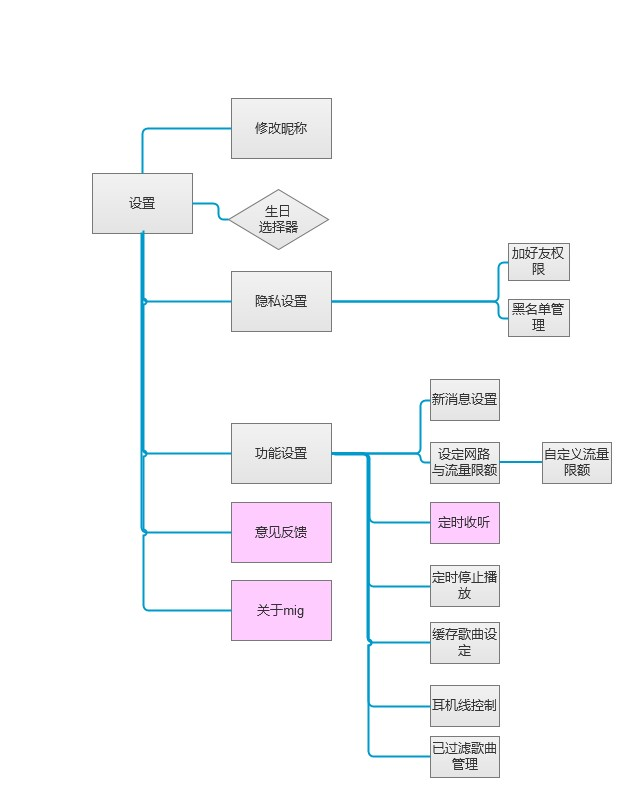 修改昵称
设置
生日
选择器
隐私设置
加好友权
限
黑名单管
理
功能设置
新消息设置
设定网路
与流量限额
自定义流量
限额
意见反馈
定时收听
关于mig
定时停止播
放
缓存歌曲设
定
耳机线控制
已过滤歌曲
管理